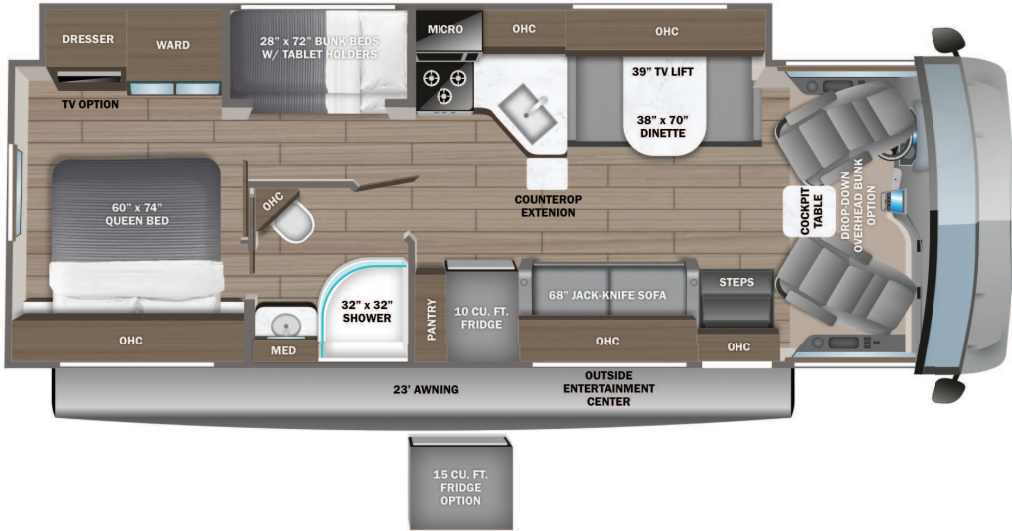 DRESSER
WARD
28" x 72" BUNK BEDS
W/ TABLET HOLDERS
MICRO
OHC
OHC
TV OPTION
39" TV LIFT
38" x 70"
DINETTE
60" x 74"
QUEEN BED
OHC
COUNTEROP
EXTENION
COCKPIT
TABLE
DROP-DOWN
OVERHEAD BUNK
OPTION
32" x 32"
SHOWER
PANTRY
10 CU. FT.
FRIDGE
68" JACK-KNIFE SOFA
STEPS
OHC
MED
OHC
OHC
23' AWNING
OUTSIDE
ENTERTAINMENT
CENTER
15 CU. FT.
FRIDGE
OPTION